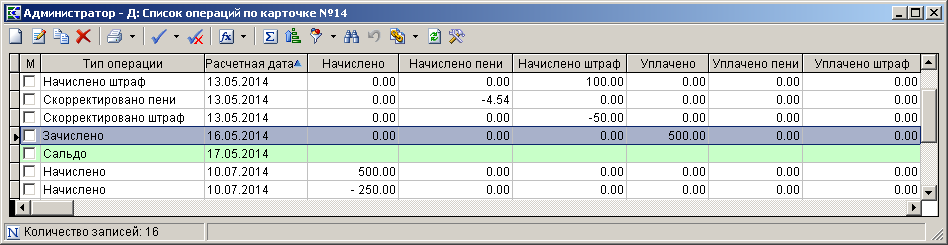 Администратор - Д: Список операций по карточке №14
М Тип операции Расчетная дата Начислено Начислено пени Начислено штраф Уплачено Уплачено пени Уплачено штраф
Начислено штраф 13.05.2014 0.00 0.00 100.00 0.00 0.00 0.00
Скорректировано пени 13.05.2014 0.00 -4.54 0.00 0.00 0.00 0.00
Скорректировано штраф 13.05.2014 0.00 0.00 -50.00 0.00 0.00 0.00
Зачислено 16.05.2014 0.00 0.00 0.00 500.00 0.00 0.00
Сальдо 17.05.2014
Начислено 10.07.2014 500.00 0.00 0.00 0.00 0.00 0.00
Начислено 10.07.2014 - 250.00 0.00 0.00 0.00 0.00 0.00
N Количество записей: 16